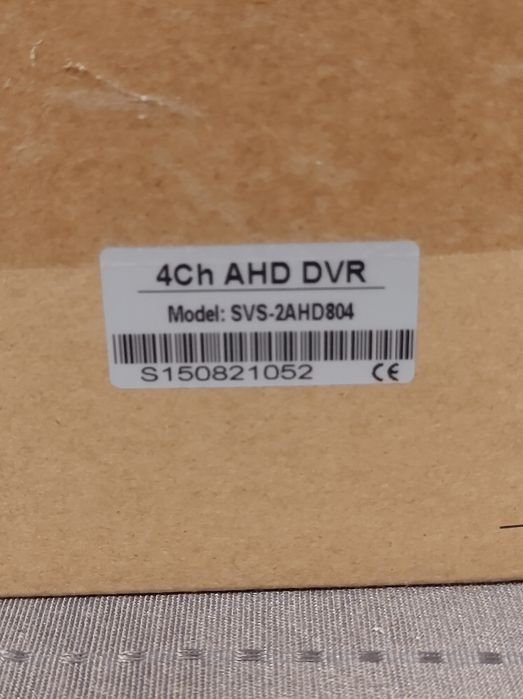 4Ch AHD DVR
Model: SVS-2AHD804
S150821052 CE